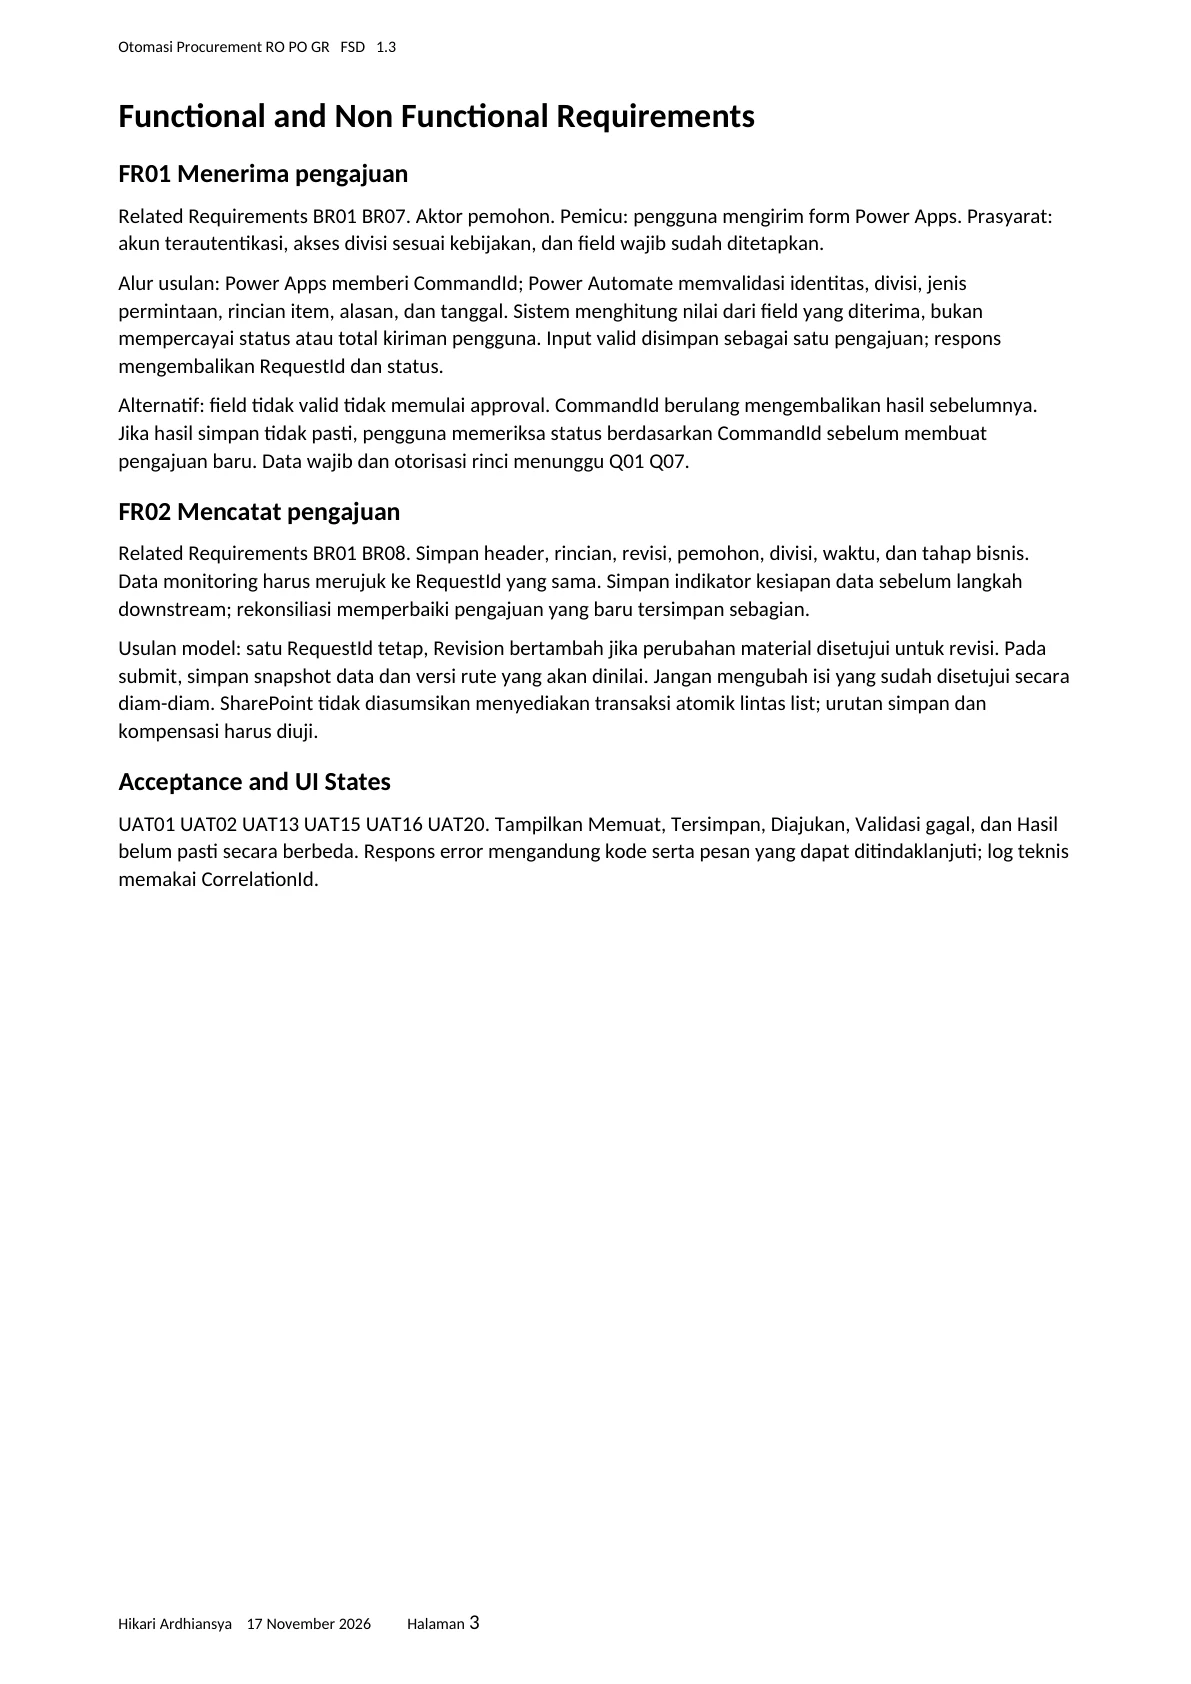 Otomasi Procurement RO PO GR FSD 1.3
Functional and Non Functional Requirements
FR01 Menerima pengajuan
Related Requirements BR01 BR07. Aktor pemohon. Pemicu: pengguna mengirim form Power Apps. Prasyarat:
akun terautentikasi, akses divisi sesuai kebijakan, dan field wajib sudah ditetapkan.
Alur usulan: Power Apps memberi CommandId; Power Automate memvalidasi identitas, divisi, jenis
permintaan, rincian item, alasan, dan tanggal. Sistem menghitung nilai dari field yang diterima, bukan
mempercayai status atau total kiriman pengguna. Input valid disimpan sebagai satu pengajuan; respons
mengembalikan RequestId dan status.
Alternatif: field tidak valid tidak memulai approval. CommandId berulang mengembalikan hasil sebelumnya.
Jika hasil simpan tidak pasti, pengguna memeriksa status berdasarkan CommandId sebelum membuat
pengajuan baru. Data wajib dan otorisasi rinci menunggu Q01 Q07.
FR02 Mencatat pengajuan
Related Requirements BR01 BR08. Simpan header, rincian, revisi, pemohon, divisi, waktu, dan tahap bisnis.
Data monitoring harus merujuk ke RequestId yang sama. Simpan indikator kesiapan data sebelum langkah
downstream; rekonsiliasi memperbaiki pengajuan yang baru tersimpan sebagian.
Usulan model: satu RequestId tetap, Revision bertambah jika perubahan material disetujui untuk revisi. Pada
submit, simpan snapshot data dan versi rute yang akan dinilai. Jangan mengubah isi yang sudah disetujui secara
diam-diam. SharePoint tidak diasumsikan menyediakan transaksi atomik lintas list; urutan simpan dan
kompensasi harus diuji.
Acceptance and UI States
UAT01 UAT02 UAT13 UAT15 UAT16 UAT20. Tampilkan Memuat, Tersimpan, Diajukan, Validasi gagal, dan Hasil
belum pasti secara berbeda. Respons error mengandung kode serta pesan yang dapat ditindaklanjuti; log teknis
memakai CorrelationId.
Hikari Ardhiansya 17 November 2026 Halaman 3